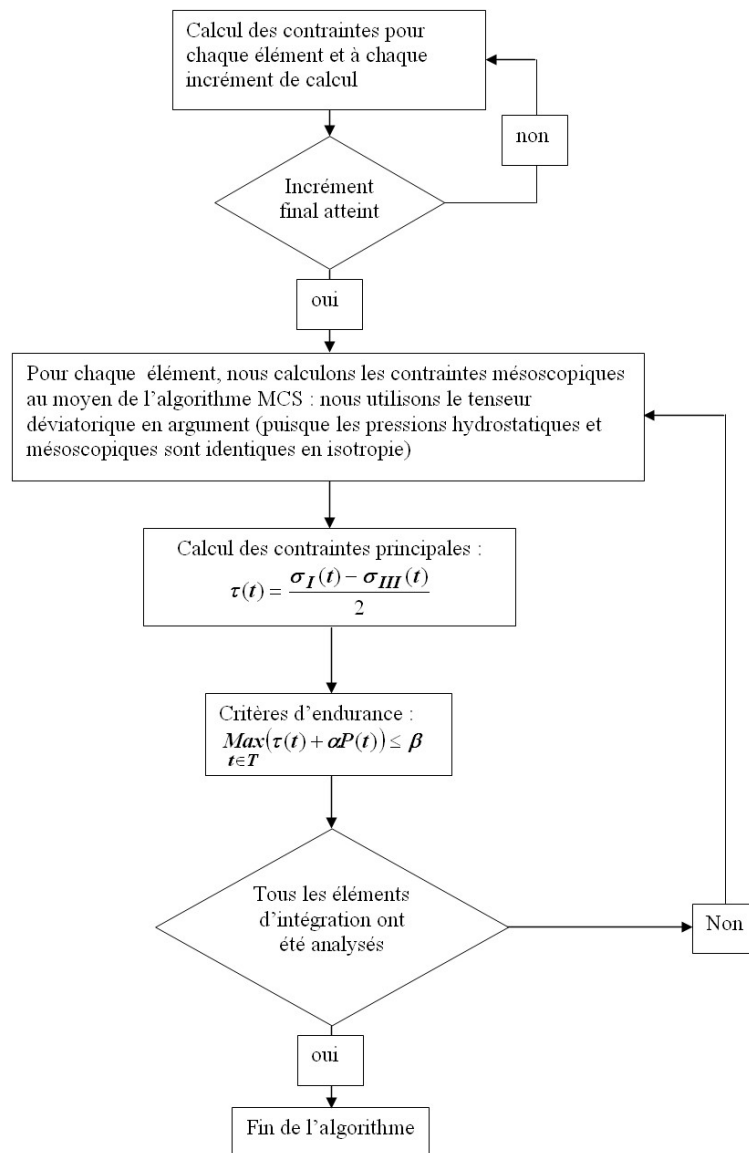 Calcul des contraintes pour
chaque élément et à chaque
incrément de calcul
non
Incrément
final atteint
oui
Pour chaque élément, nous calculons les contraintes mésoscopiques
au moyen de l'algorithme MCS : nous utilisons le tenseur
déviatorique en argument (puisque les pressions hydrostatiques et
mésoscopiques sont identiques en isotropie)
Calcul des contraintes principales :
τ(t) = (σ_I(t) − σ_III(t)) / 2
Critères d'endurance :
Max(τ(t) + αP(t)) ≤ β
t∈T
Tous les éléments
d'intégration ont
été analysés
Non
oui
Fin de l'algorithme